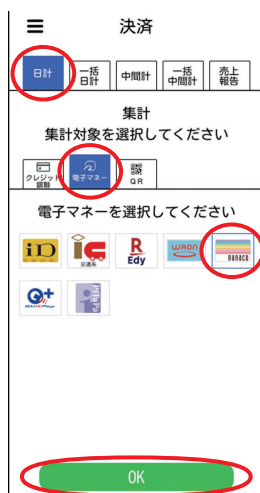 決済
日計
一括
日計
中間計
一括
中間計
売上
報告
集計
集計対象を選択してください
クレジット
銀聯
電子マネー
QR
電子マネーを選択してください
iD
交通系
R
Edy
WAON
nanaco
QUICPay
PiTaPa
OK